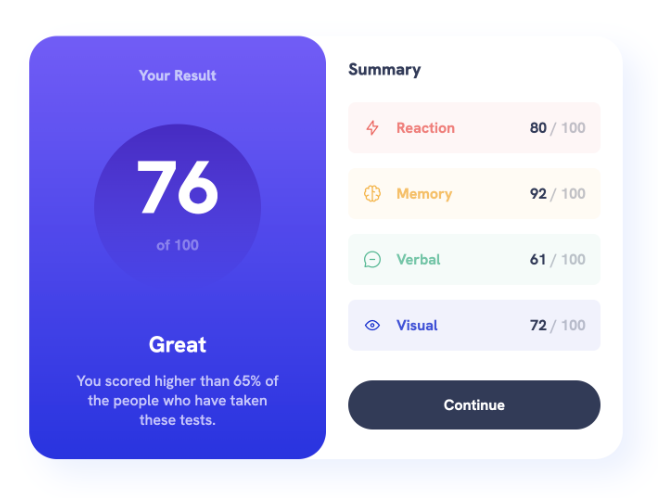 Your Result
76
of 100
Great
You scored higher than 65% of
the people who have taken
these tests.
Summary
Reaction 80 / 100
Memory 92 / 100
Verbal 61 / 100
Visual 72 / 100
Continue